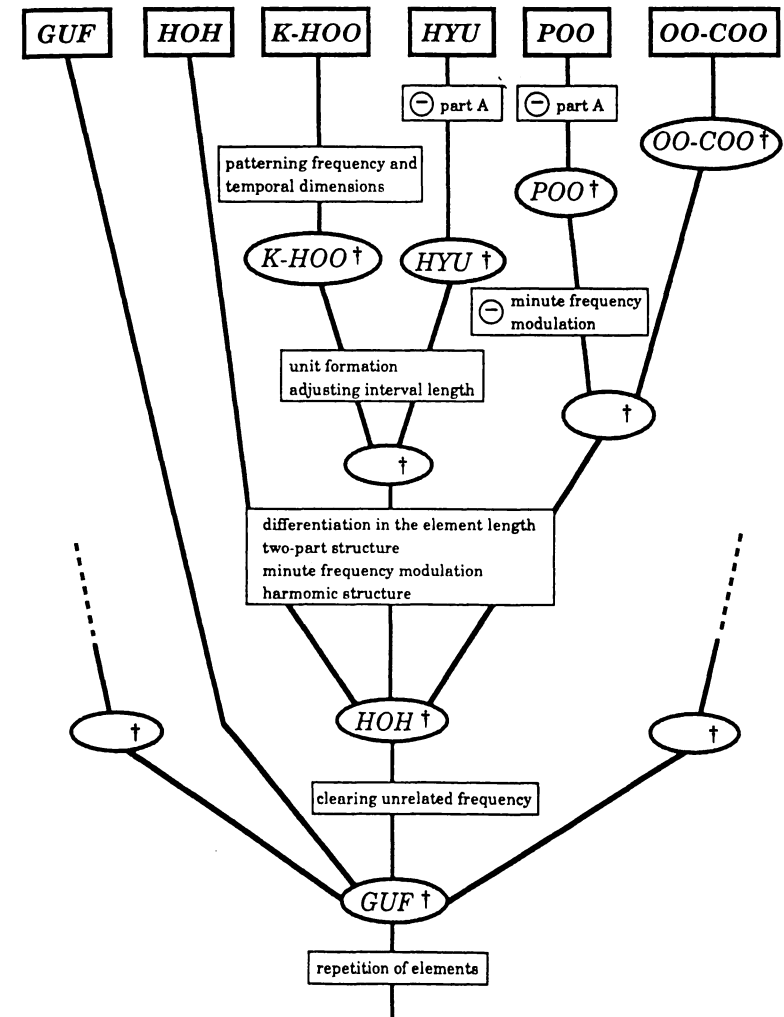 GUF
HOH
K-HOO
HYU
POO
OO-COO
⊖ part A
⊖ part A
OO-COO †
patterning frequency and
temporal dimensions
POO †
K-HOO †
HYU †
⊖ minute frequency
modulation
unit formation
adjusting interval length
†
†
differentiation in the element length
two-part structure
minute frequency modulation
harmomic structure
†
HOH †
†
clearing unrelated frequency
GUF †
repetition of elements